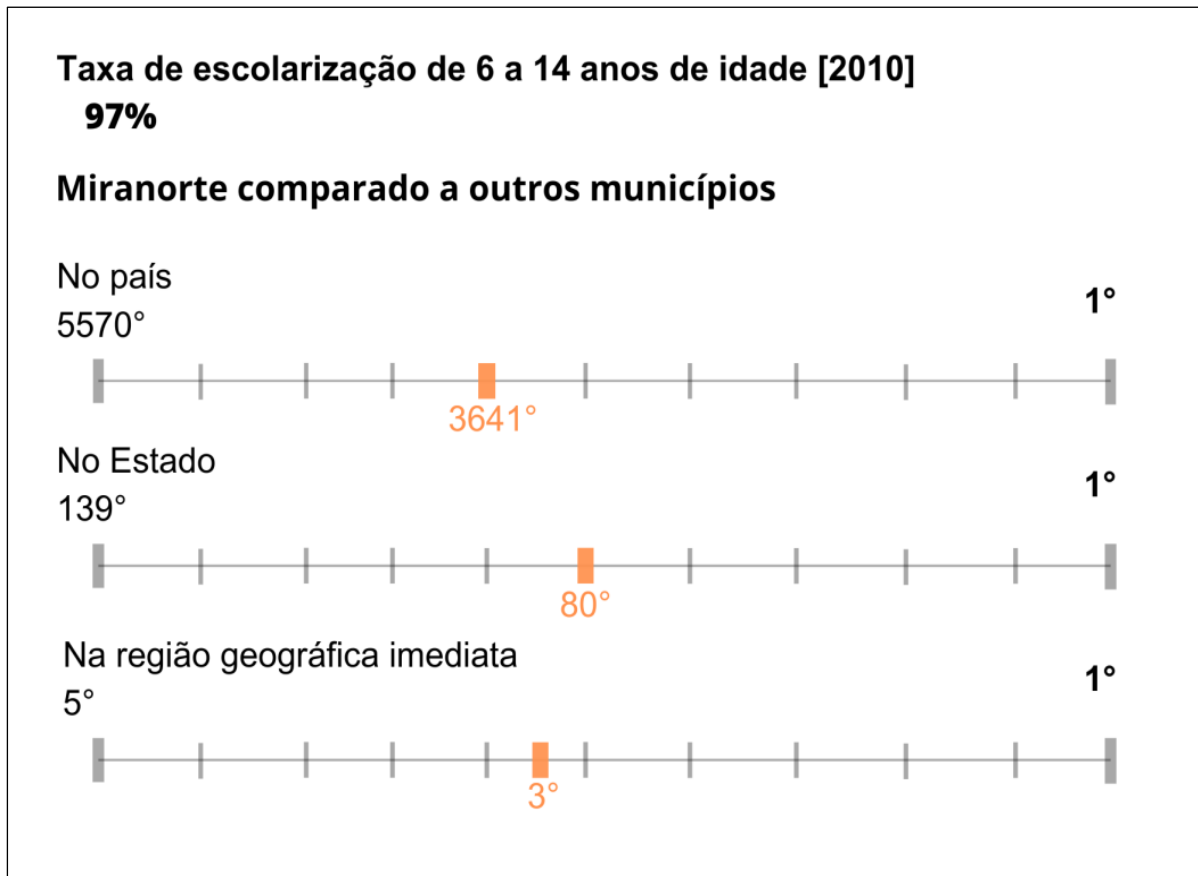 Taxa de escolarização de 6 a 14 anos de idade [2010]
97%
Miranorte comparado a outros municípios
No país
5570°
1°
3641°
No Estado
139°
1°
80°
Na região geográfica imediata
5°
1°
3°